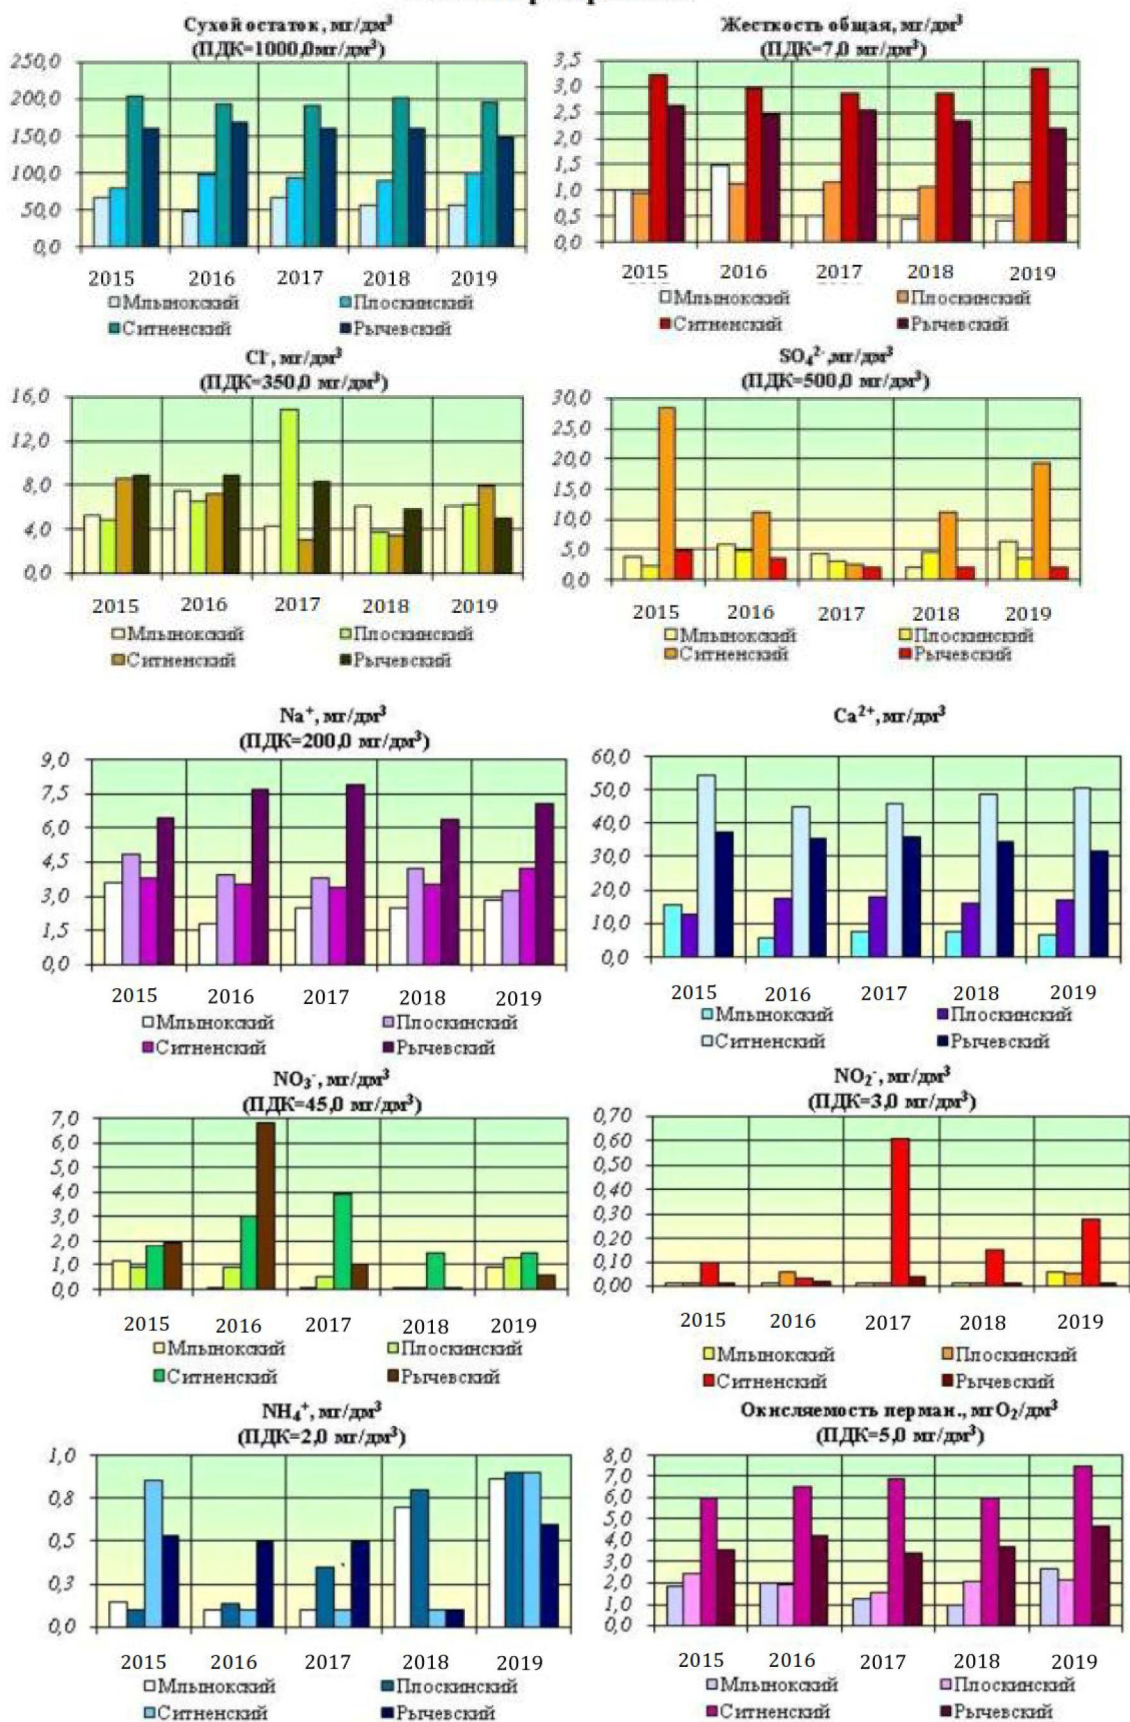 Сухой остаток, мг/дм³
(ПДК=1000,0мг/дм³)
250,0
200,0
150,0
100,0
50,0
0,0
2015 2016 2017 2018 2019
Млынокский Плоскинский
Ситненский Рычевский
Жесткость общая, мг/дм³
(ПДК=7,0 мг/дм³)
3,5
3,0
2,5
2,0
1,5
1,0
0,5
0,0
2015 2016 2017 2018 2019
Млынокский Плоскинский
Ситненский Рычевский
Cl⁻, мг/дм³
(ПДК=350,0 мг/дм³)
16,0
12,0
8,0
4,0
0,0
2015 2016 2017 2018 2019
Млынокский Плоскинский
Ситненский Рычевский
SO₄²⁻,мг/дм³
(ПДК=500,0 мг/дм³)
30,0
25,0
20,0
15,0
10,0
5,0
0,0
2015 2016 2017 2018 2019
Млынокский Плоскинский
Ситненский Рычевский
Na⁺, мг/дм³
(ПДК=200,0 мг/дм³)
9,0
7,5
6,0
4,5
3,0
1,5
0,0
2015 2016 2017 2018 2019
Млынокский Плоскинский
Ситненский Рычевский
Ca²⁺, мг/дм³
60,0
50,0
40,0
30,0
20,0
10,0
0,0
2015 2016 2017 2018 2019
Млынокский Плоскинский
Ситненский Рычевский
NO₃⁻, мг/дм³
(ПДК=45,0 мг/дм³)
7,0
6,0
5,0
4,0
3,0
2,0
1,0
0,0
2015 2016 2017 2018 2019
Млынокский Плоскинский
Ситненский Рычевский
NO₂⁻, мг/дм³
(ПДК=3,0 мг/дм³)
0,70
0,60
0,50
0,40
0,30
0,20
0,10
0,00
2015 2016 2017 2018 2019
Млынокский Плоскинский
Ситненский Рычевский
NH₄⁺, мг/дм³
(ПДК=2,0 мг/дм³)
1,0
0,8
0,5
0,3
0,0
2015 2016 2017 2018 2019
Млынокский Плоскинский
Ситненский Рычевский
Окисляемость перман., мгО₂/дм³
(ПДК=5,0 мг/дм³)
8,0
7,0
6,0
5,0
4,0
3,0
2,0
1,0
0,0
2015 2016 2017 2018 2019
Млынокский Плоскинский
Ситненский Рычевский